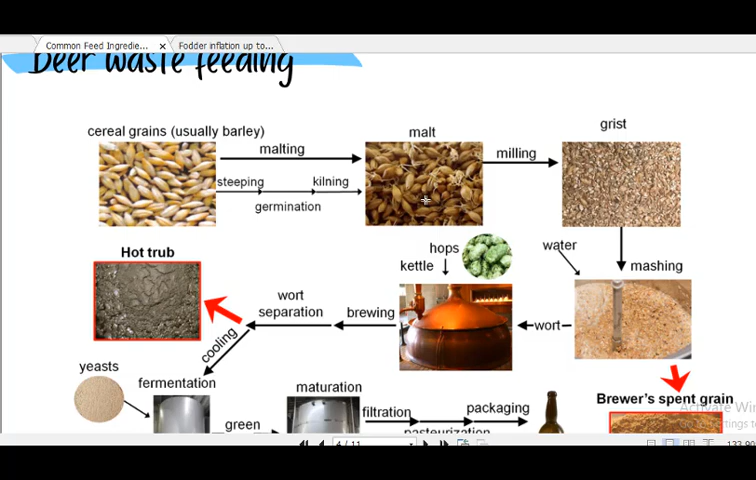 Common Feed Ingredie... × Fodder inflation up to...
Beer waste feeding
cereal grains (usually barley)
malting
steeping
kilning
germination
malt
milling
grist
Hot trub
hops
kettle
water
mashing
wort
separation
brewing
wort
cooling
yeasts
fermentation
maturation
Brewer's spent grain
green
filtration
packaging
pasteurization
Activate Win
4 / 11